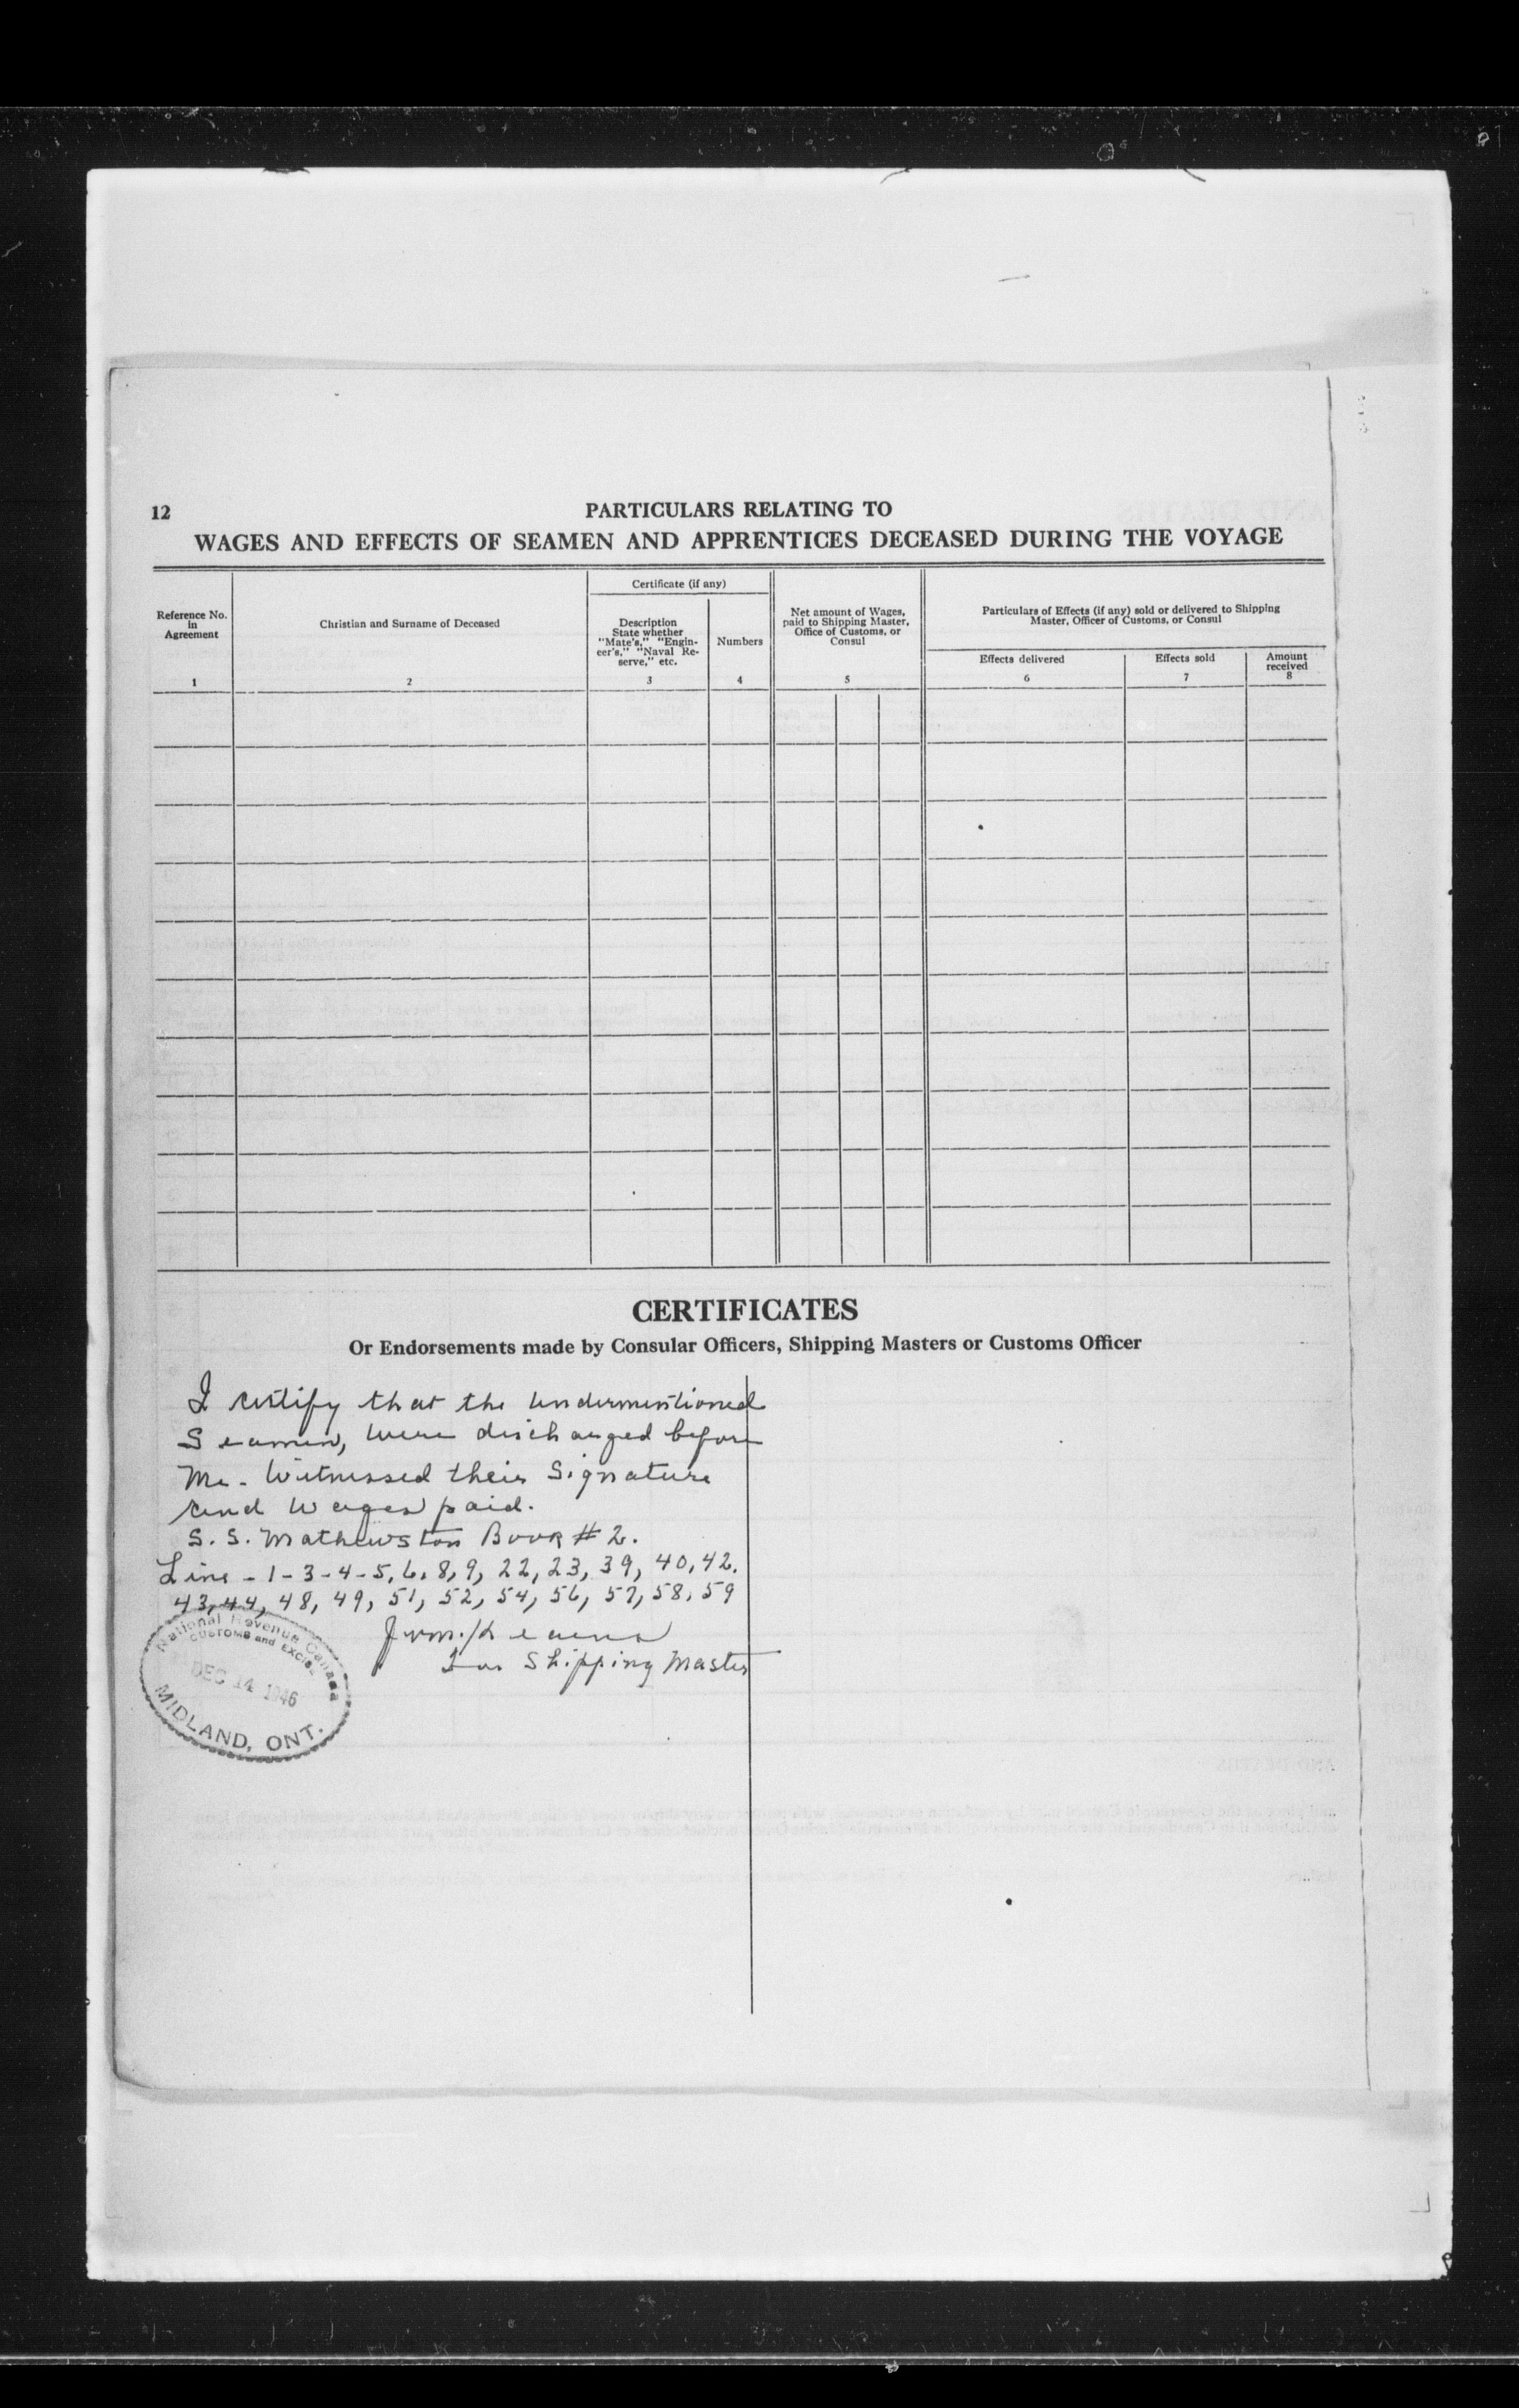 12
PARTICULARS RELATING TO
WAGES AND EFFECTS OF SEAMEN AND APPRENTICES DECEASED DURING THE VOYAGE
Reference No.
in
Agreement
1
Christian and Surname of Deceased
2
Certificate (if any)
Description
State whether
"Mate's," "Engin-
eer's," "Naval Re-
serve," etc.
3
Numbers
4
Net amount of Wages,
paid to Shipping Master,
Office of Customs, or
Consul
5
Particulars of Effects (if any) sold or delivered to Shipping
Master, Officer of Customs, or Consul
Effects delivered
6
Effects sold
7
Amount
received
8
CERTIFICATES
Or Endorsements made by Consular Officers, Shipping Masters or Customs Officer
I certify that the undermentioned
Seamen, were discharged before
Me. Witnessed their Signature
and Wages paid.
S. S. Mathewston Book # 2.
Line - 1 - 3 - 4 - 5, 6, 8, 9, 22, 23, 39, 40, 42.
43, 44, 48, 49, 51, 52, 54, 56, 57, 58, 59
For Shipping Master
National Revenue Canada
CUSTOMS and EXCISE
DEC 14 1946
MIDLAND, ONT.